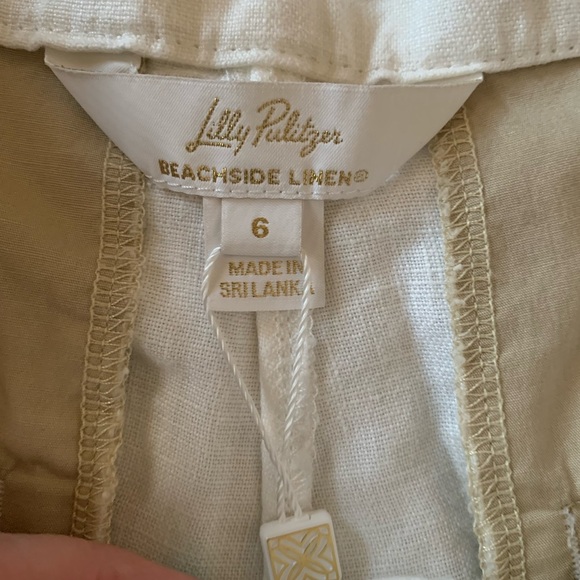 Lilly Pulitzer
BEACHSIDE LINEN®
6
MADE IN
SRI LANKA